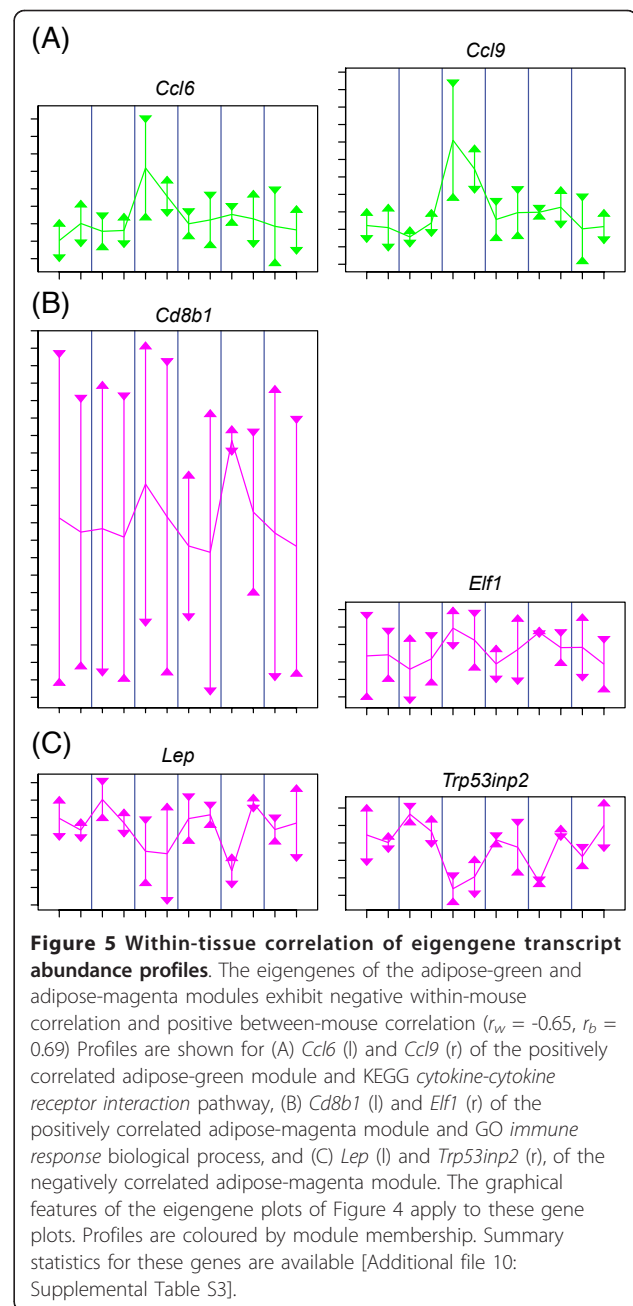 (A)
Ccl6
Ccl9
(B)
Cd8b1
Elf1
(C)
Lep
Trp53inp2
Figure 5 Within-tissue correlation of eigengene transcript
abundance profiles. The eigengenes of the adipose-green and
adipose-magenta modules exhibit negative within-mouse
correlation and positive between-mouse correlation (rw = -0.65, rb =
0.69) Profiles are shown for (A) Ccl6 (l) and Ccl9 (r) of the positively
correlated adipose-green module and KEGG cytokine-cytokine
receptor interaction pathway, (B) Cd8b1 (l) and Elf1 (r) of the
positively correlated adipose-magenta module and GO immune
response biological process, and (C) Lep (l) and Trp53inp2 (r), of the
negatively correlated adipose-magenta module. The graphical
features of the eigengene plots of Figure 4 apply to these gene
plots. Profiles are coloured by module membership. Summary
statistics for these genes are available [Additional file 10:
Supplemental Table S3].